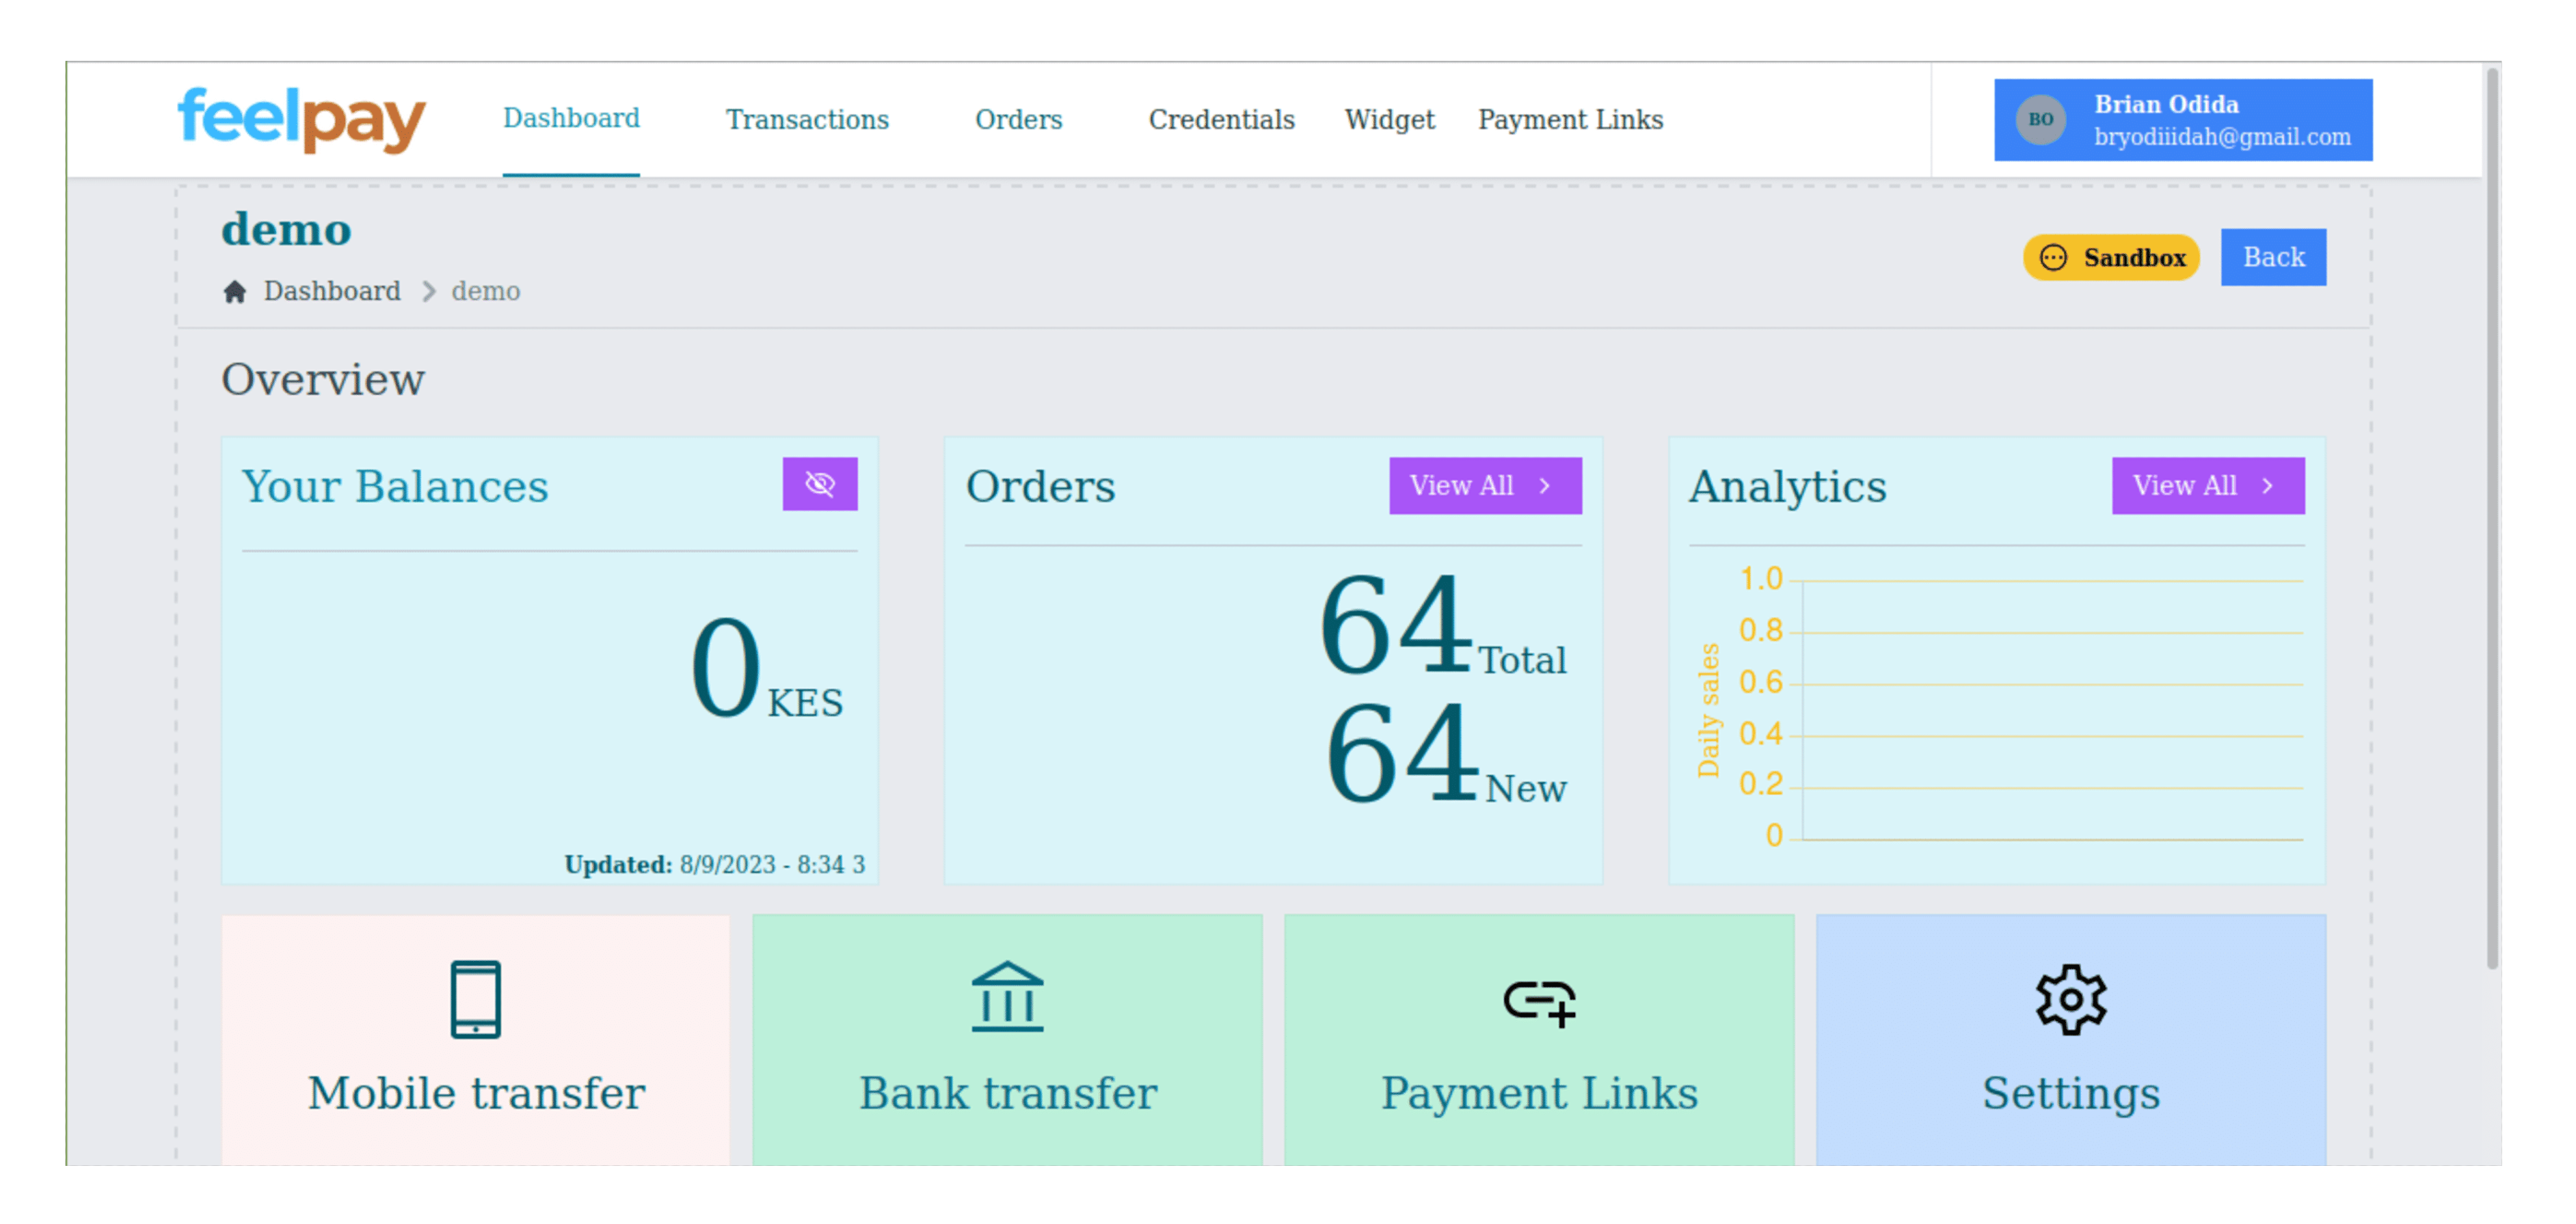 feelpay Dashboard Transactions Orders Credentials Widget Payment Links
BO Brian Odida
bryodiiidah@gmail.com
demo
Dashboard demo
Sandbox Back
Overview
Your Balances
0 KES
Updated: 8/9/2023 - 8:34 3
Orders View All
64 Total
64 New
Analytics View All
Daily sales
1.0
0.8
0.6
0.4
0.2
0
Mobile transfer
Bank transfer
Payment Links
Settings